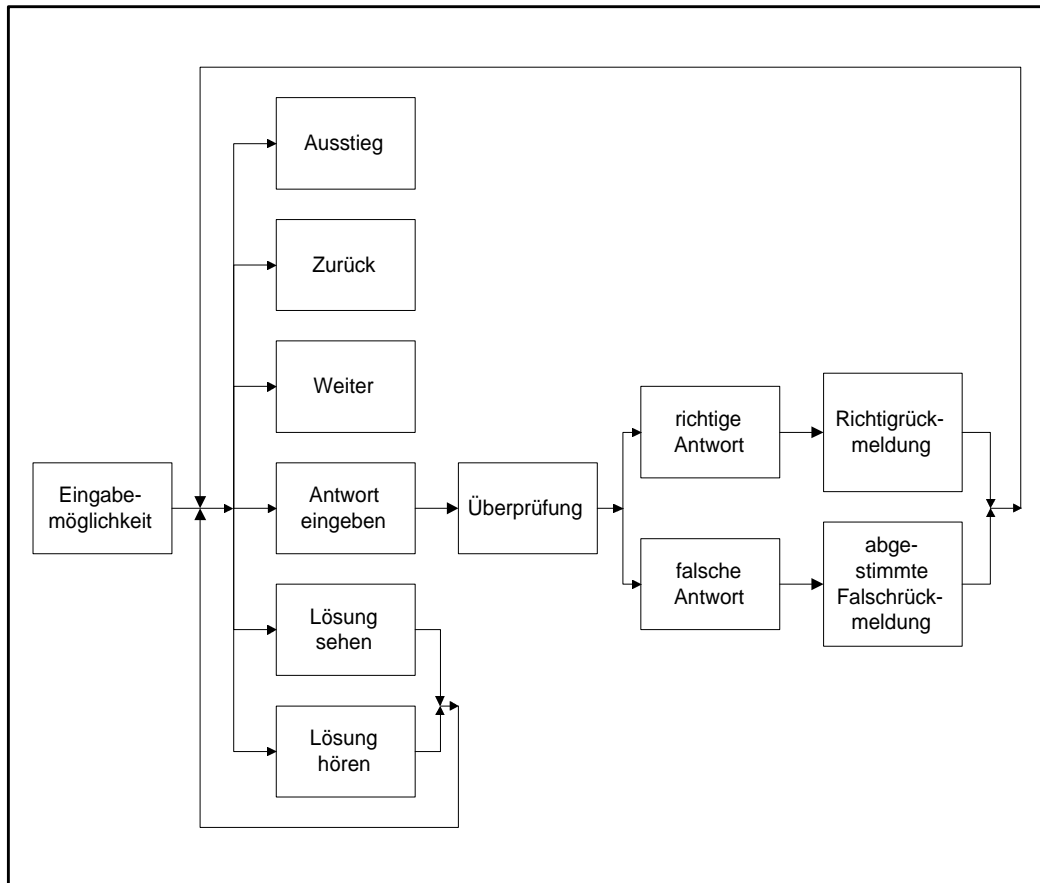 Ausstieg
Zurück
Weiter
Eingabe-
möglichkeit
Antwort
eingeben
Überprüfung
richtige
Antwort
Richtigrück-
meldung
falsche
Antwort
abge-
stimmte
Falschrück-
meldung
Lösung
sehen
Lösung
hören